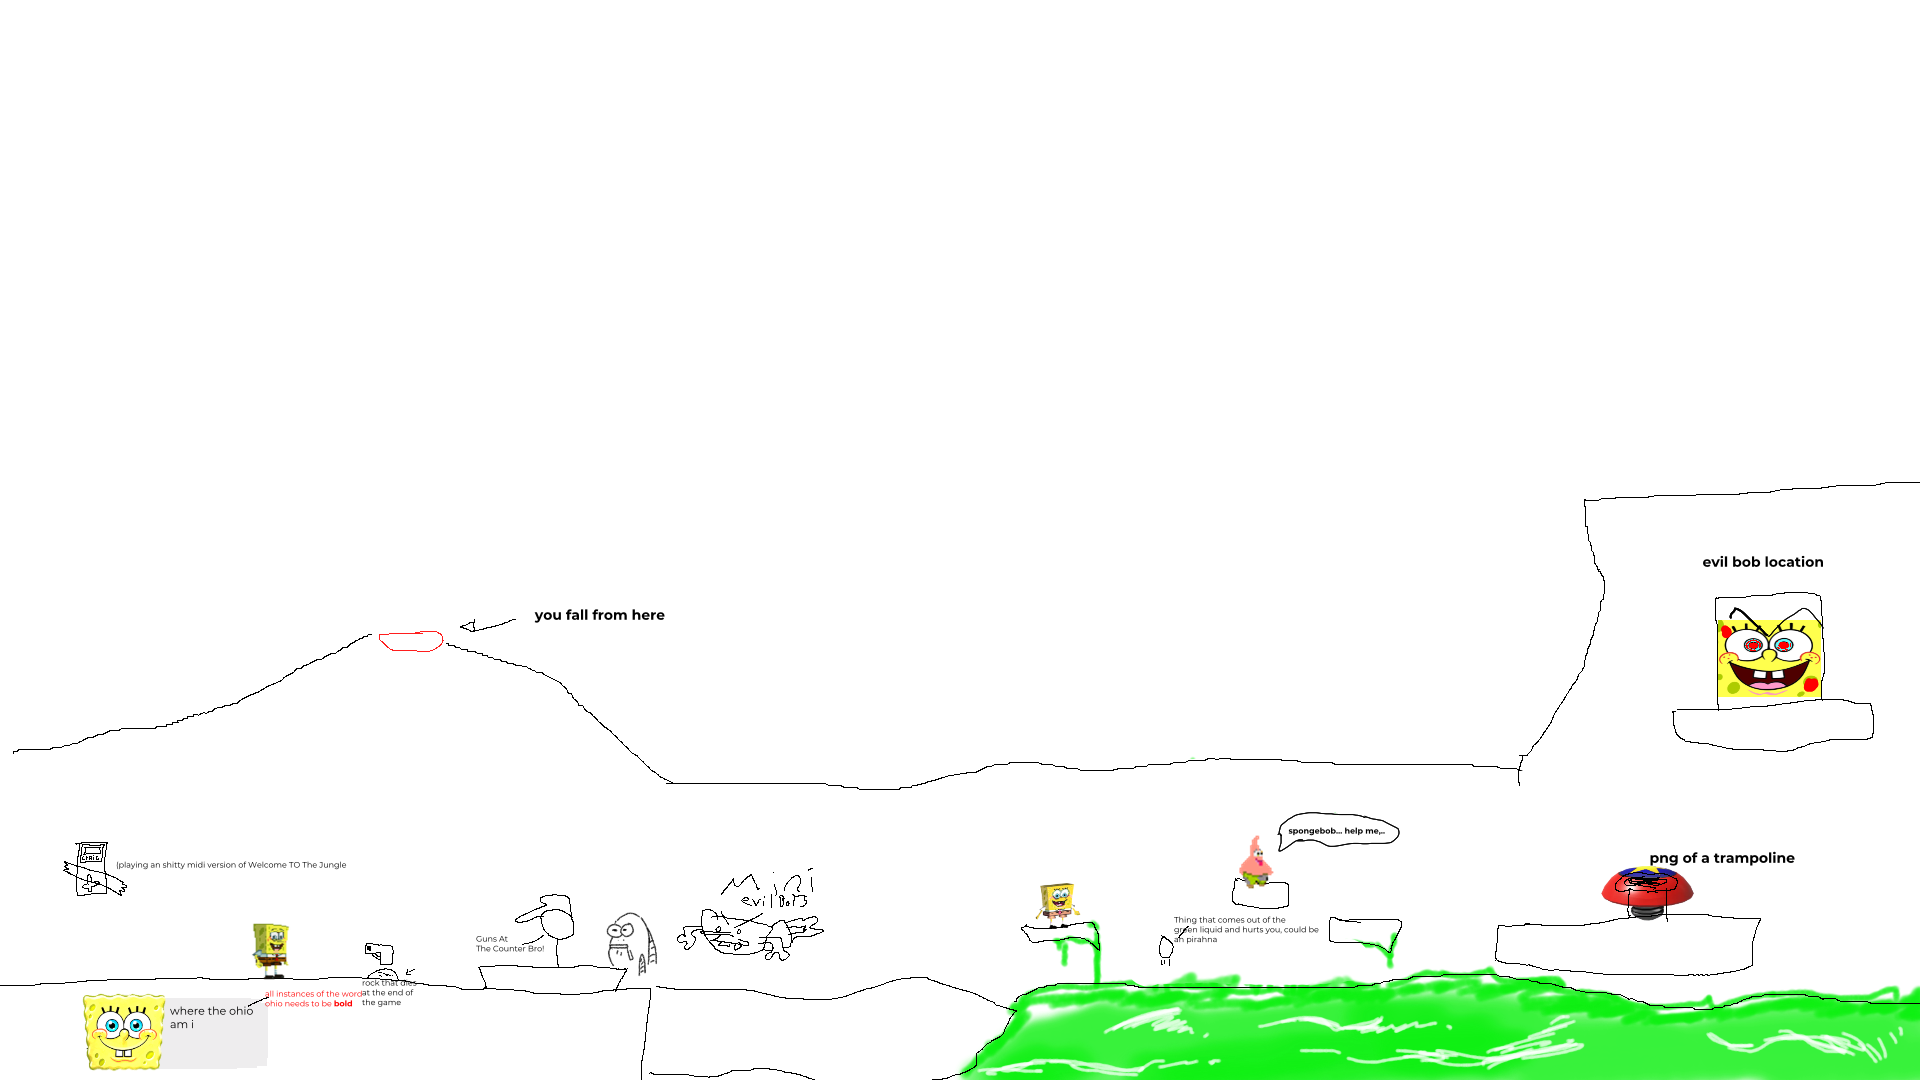 evil bob location
you fall from here
spongebob... help me,..
png of a trampoline
playing an shitty midi version of Welcome TO The Jungle
Mini
evil Bobs
Thing that comes out of the
green liquid and hurts you, could be
an pirahna
Guns At
The Counter Bro!
rock that dies
at the end of
the game
all instances of the word
ohio needs to be bold
where the ohio
am i